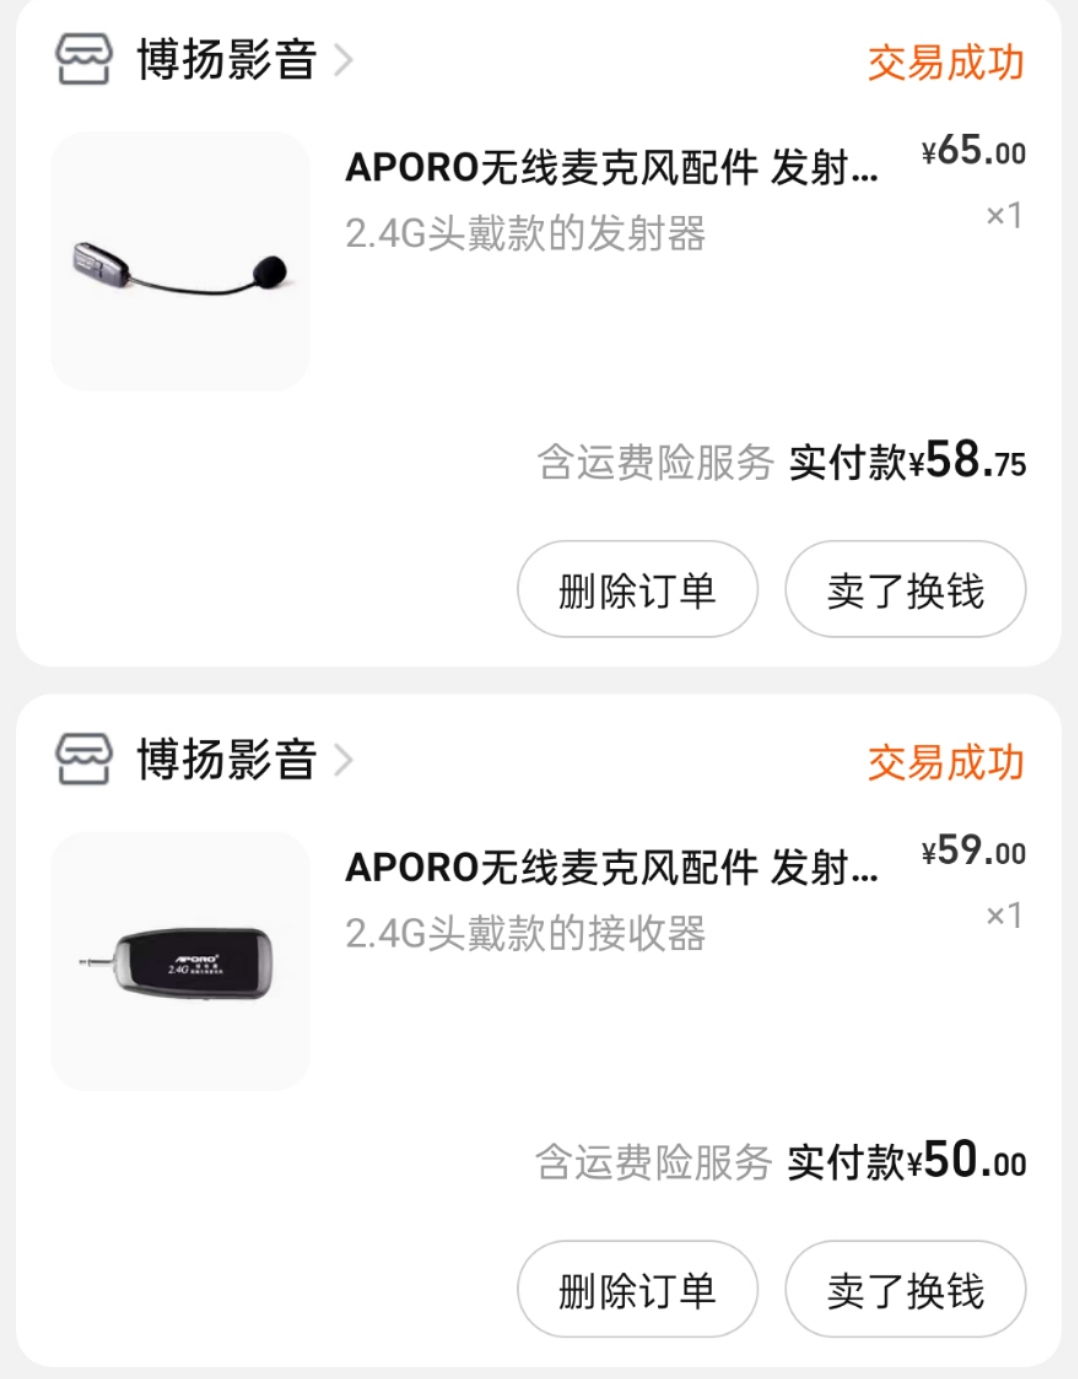 博扬影音
交易成功
APORO无线麦克风配件 发射...
¥65.00
2.4G头戴款的发射器
×1
含运费险服务 实付款¥58.75
删除订单
卖了换钱
博扬影音
交易成功
APORO无线麦克风配件 发射...
¥59.00
2.4G头戴款的接收器
×1
APORO
2.4G
含运费险服务 实付款¥50.00
删除订单
卖了换钱